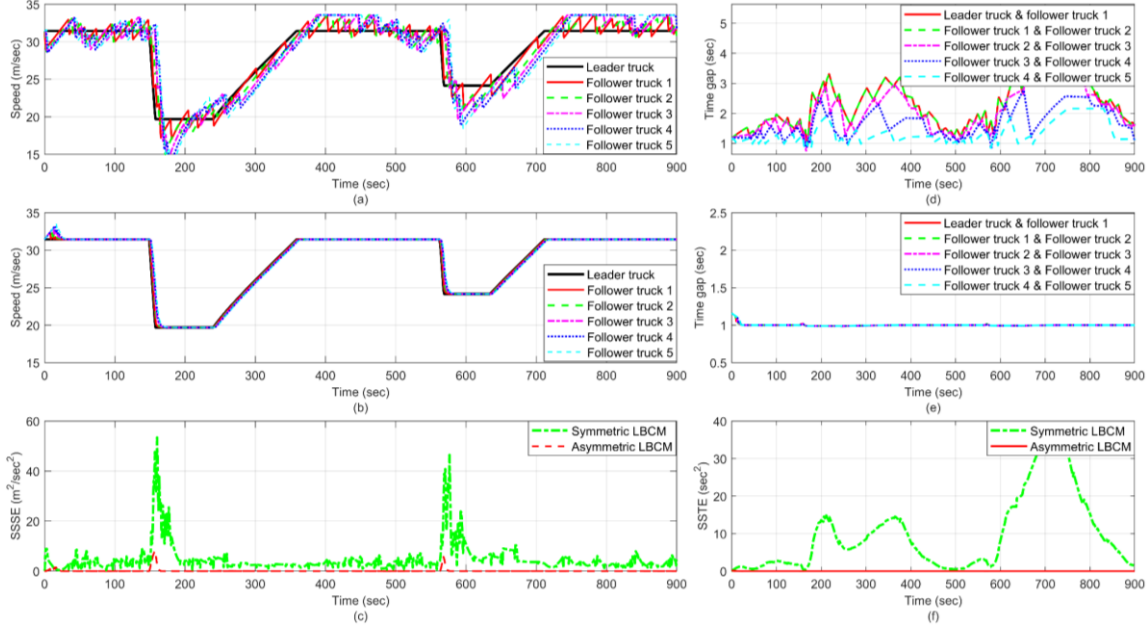 35
30
25
20
15
Speed (m/sec)
Leader truck
Follower truck 1
Follower truck 2
Follower truck 3
Follower truck 4
Follower truck 5
0 100 200 300 400 500 600 700 800 900
Time (sec)
(a)
5
4
3
2
1
Time gap (sec)
Leader truck & follower truck 1
Follower truck 1 & Follower truck 2
Follower truck 2 & Follower truck 3
Follower truck 3 & Follower truck 4
Follower truck 4 & Follower truck 5
0 100 200 300 400 500 600 700 800 900
Time (sec)
(d)
35
30
25
20
15
Speed (m/sec)
Leader truck
Follower truck 1
Follower truck 2
Follower truck 3
Follower truck 4
Follower truck 5
0 100 200 300 400 500 600 700 800 900
Time (sec)
(b)
2.5
2
1.5
1
0.5
Time gap (sec)
Leader truck & follower truck 1
Follower truck 1 & Follower truck 2
Follower truck 2 & Follower truck 3
Follower truck 3 & Follower truck 4
Follower truck 4 & Follower truck 5
0 100 200 300 400 500 600 700 800 900
Time (sec)
(e)
60
40
20
0
SSSE (m²/sec²)
Symmetric LBCM
Asymmetric LBCM
0 100 200 300 400 500 600 700 800 900
Time (sec)
(c)
40
30
20
10
0
SSTE (sec²)
Symmetric LBCM
Asymmetric LBCM
0 100 200 300 400 500 600 700 800 900
Time (sec)
(f)